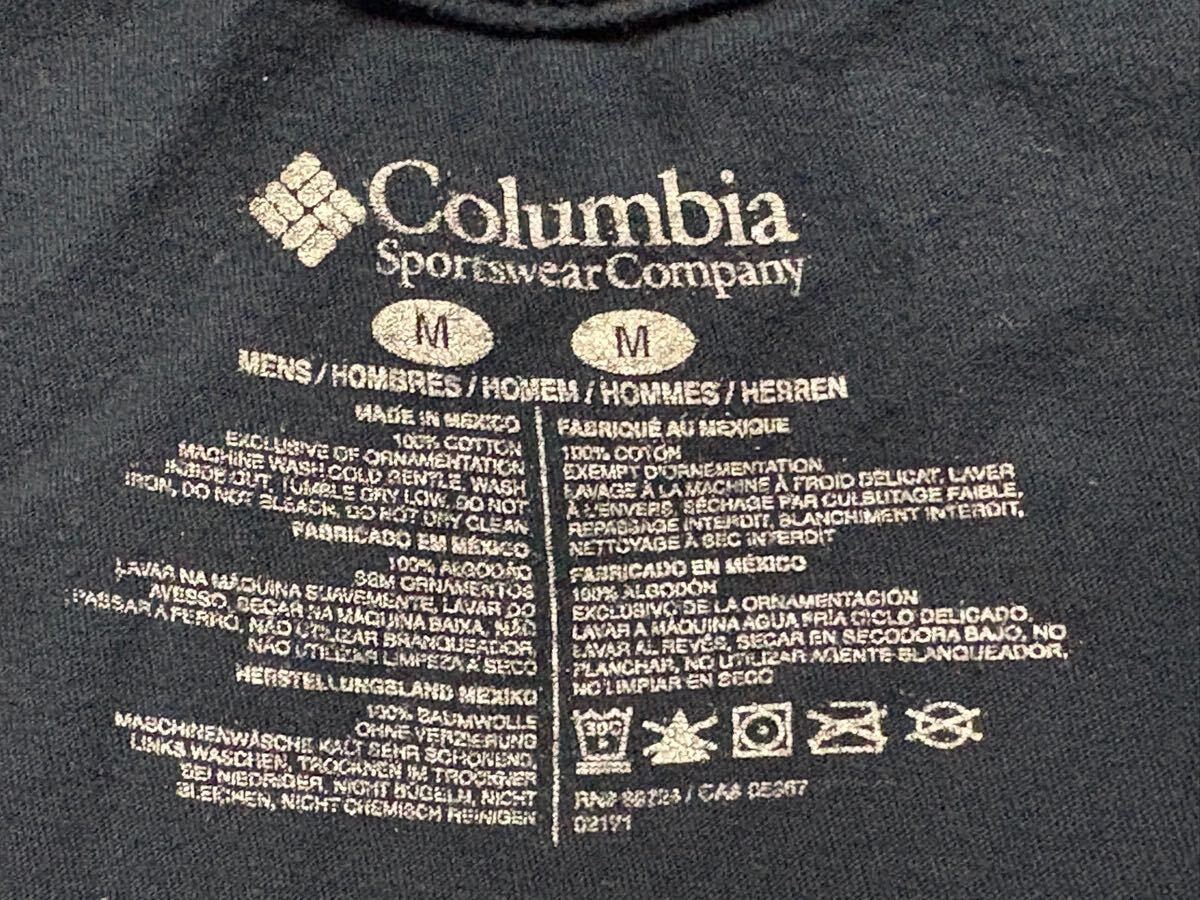 Columbia
Sportswear Company
M M
MENS / HOMBRES / HOMEM / HOMMES / HERREN
MADE IN MEXICO
100% COTTON
EXCLUSIVE OF ORNAMENTATION
MACHINE WASH COLD GENTLE, WASH
INSIDE OUT, TUMBLE DRY LOW, DO NOT
IRON, DO NOT BLEACH, DO NOT DRY CLEAN
FABRICADO EM MÉXICO
100% ALGODÃO
SEM ORNAMENTOS
LAVAR NA MÁQUINA SUAVEMENTE, LAVAR DO
AVESSO, SECAR NA MAQUINA BAIXA, NÃO
PASSAR A FERRO, NÃO UTILIZAR BRANQUEADOR,
NÃO UTILIZAR LIMPEZA A SECO
HERSTELLUNGSLAND MEXIKO
100% BAUMWOLLE
OHNE VERZIERUNG
MASCHINENWÄSCHE KALT SEHR SCHONEND,
LINKS WASCHEN, TROCKNEN IM TROCKNER
BEI NIEDRIGER, NICHT BÜGELN, NICHT
BLEICHEN, NICHT CHEMISCH REINIGEN
FABRIQUÉ AU MEXIQUE
100% COTON
EXEMPT D'ORNEMENTATION
LAVAGE À LA MACHINE À FROID DÉLICAT, LAVER
À L'ENVERS, SÉCHAGE PAR CULBUTAGE FAIBLE,
REPASSAGE INTERDIT, BLANCHIMENT INTERDIT,
NETTOYAGE À SEC INTERDIT
FABRICADO EN MÉXICO
100% ALGODÓN
EXCLUSIVO DE LA ORNAMENTACIÓN
LAVAR A MÁQUINA AGUA FRÍA CICLO DELICADO,
LAVAR AL REVÉS, SECAR EN SECODORA BAJO, NO
PLANCHAR, NO UTILIZAR AGENTE BLANQUEADOR,
NO LIMPIAR EN SECO
30C
RN# / CA#